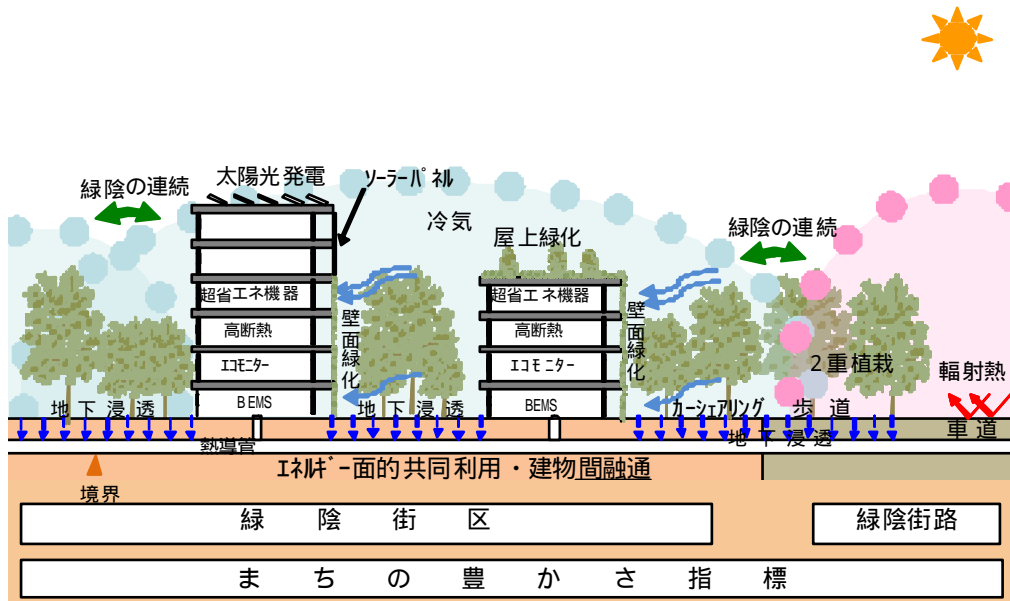 太陽光発電
ソーラーパネル
緑陰の連続
冷気
屋上緑化
緑陰の連続
超省エネ機器
高断熱
エコモニター
BEMS
壁面緑化
超省エネ機器
高断熱
エコモニター
BEMS
壁面緑化
2重植栽
輻射熱
地下浸透
地下浸透
カーシェアリング
歩道
車道
地下浸透
熱導管
エネルギー面的共同利用・建物間融通
境界
緑陰街区
緑陰街路
まちの豊かさ指標